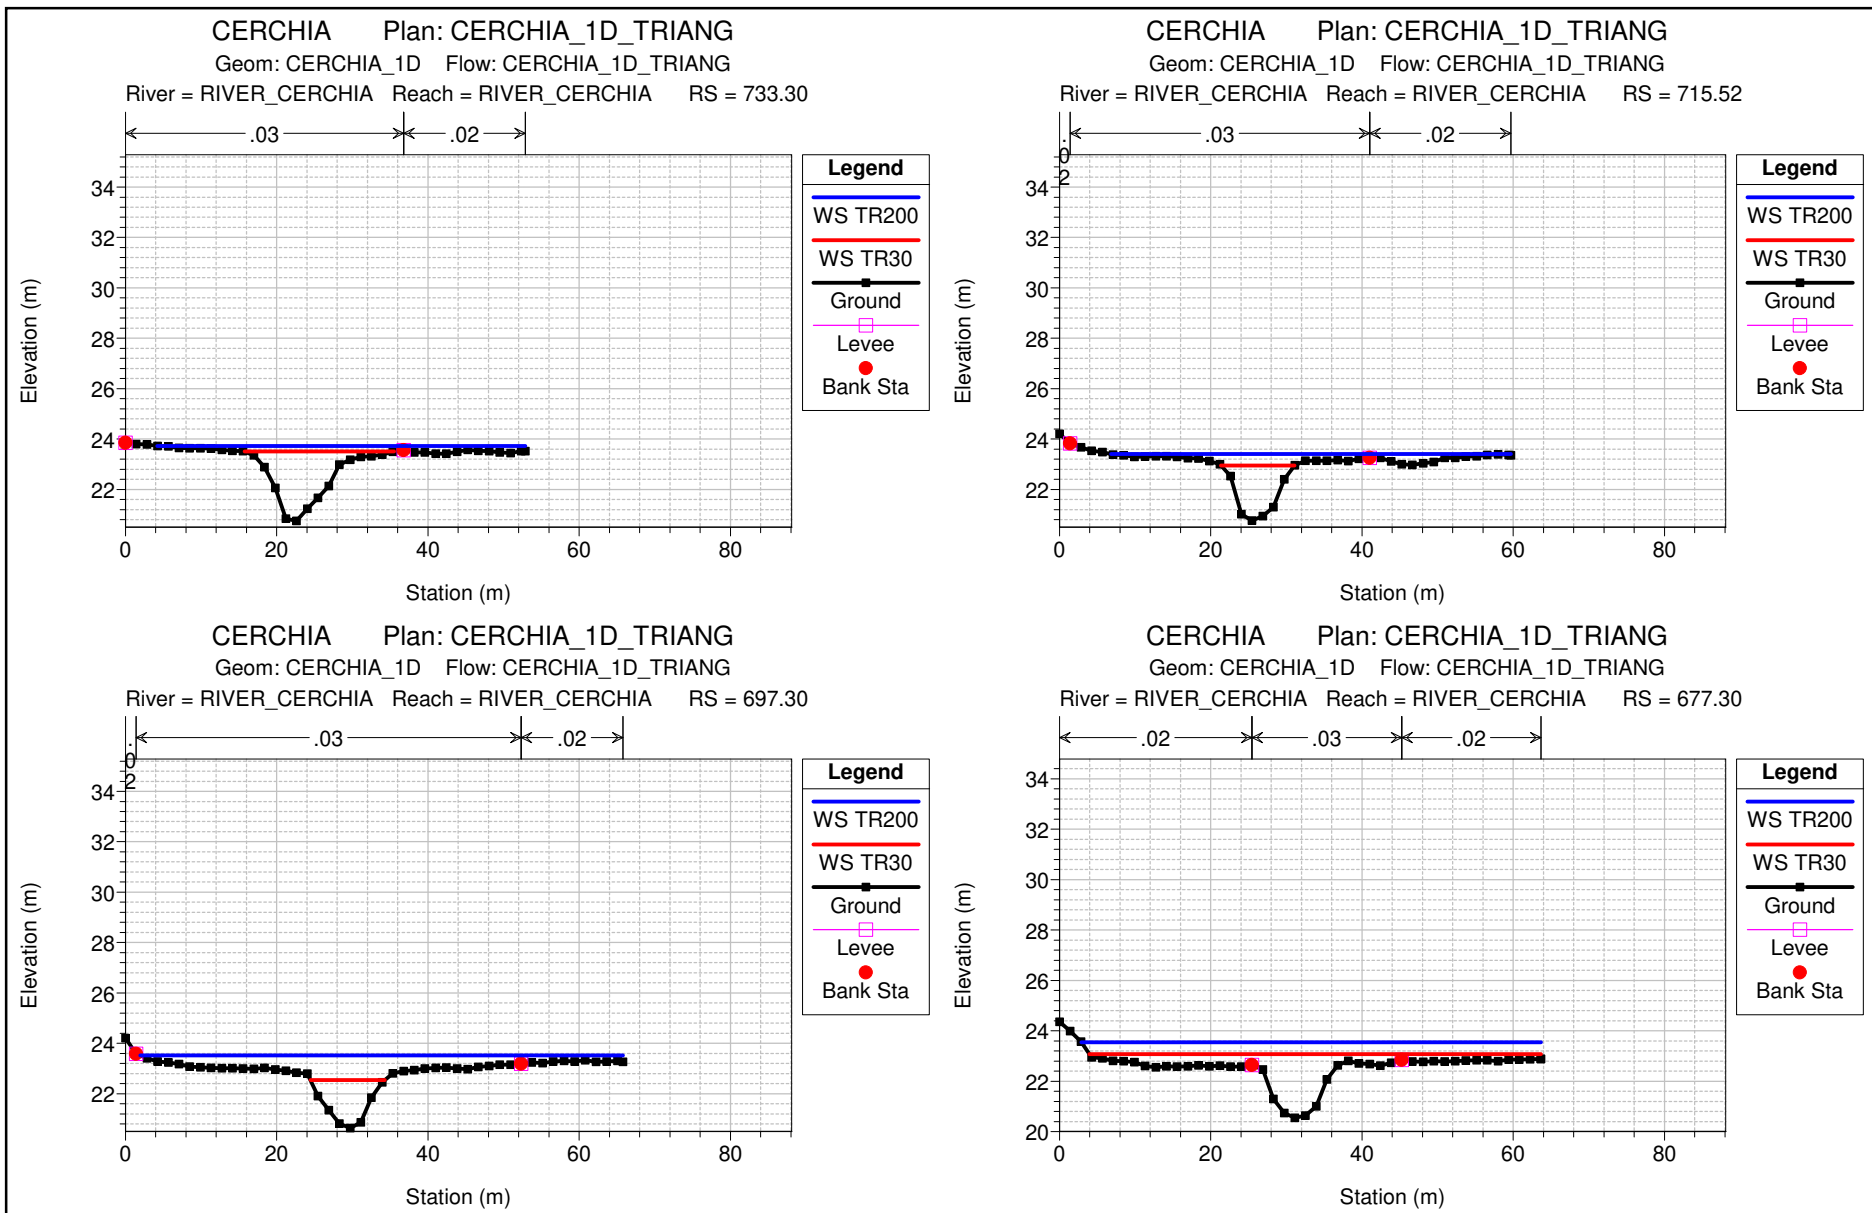 CERCHIA Plan: CERCHIA_1D_TRIANG
Geom: CERCHIA_1D Flow: CERCHIA_1D_TRIANG
River = RIVER_CERCHIA Reach = RIVER_CERCHIA RS = 733.30
.03 .02
34
32
30
28
26
24
22
Elevation (m)
0 20 40 60 80
Station (m)
Legend
WS TR200
WS TR30
Ground
Levee
Bank Sta
CERCHIA Plan: CERCHIA_1D_TRIANG
Geom: CERCHIA_1D Flow: CERCHIA_1D_TRIANG
River = RIVER_CERCHIA Reach = RIVER_CERCHIA RS = 715.52
.02 .03 .02
34
32
30
28
26
24
22
Elevation (m)
0 20 40 60 80
Station (m)
Legend
WS TR200
WS TR30
Ground
Levee
Bank Sta
CERCHIA Plan: CERCHIA_1D_TRIANG
Geom: CERCHIA_1D Flow: CERCHIA_1D_TRIANG
River = RIVER_CERCHIA Reach = RIVER_CERCHIA RS = 697.30
.02 .03 .02
34
32
30
28
26
24
22
Elevation (m)
0 20 40 60 80
Station (m)
Legend
WS TR200
WS TR30
Ground
Levee
Bank Sta
CERCHIA Plan: CERCHIA_1D_TRIANG
Geom: CERCHIA_1D Flow: CERCHIA_1D_TRIANG
River = RIVER_CERCHIA Reach = RIVER_CERCHIA RS = 677.30
.02 .03 .02
34
32
30
28
26
24
22
20
Elevation (m)
0 20 40 60 80
Station (m)
Legend
WS TR200
WS TR30
Ground
Levee
Bank Sta